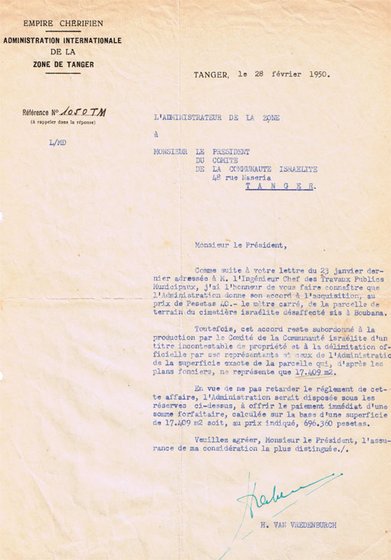 EMPIRE CHÉRIFIEN
ADMINISTRATION INTERNATIONALE
DE LA
ZONE DE TANGER
TANGER, le 28 février 1950.
Référence N° 1050 TM
(A rappeler dans la réponse)
L/MD
L'ADMINISTRATEUR DE LA ZONE
à
MONSIEUR LE PRESIDENT
DU COMITE
DE LA COMMUNAUTE ISRAELITE
48 rue Naseria
T A N G E R.
Monsieur le Président,
Comme suite à votre lettre du 23 janvier der-
nier adressée à M. l'Ingénieur Chef des Travaux Publics
Municipaux, j'ai l'honneur de vous faire connaître que
l'Administration donne son accord à l'acquisition, au
prix de Pesetas 40.- le mètre carré, de la parcelle de
terrain du cimetière israélite désaffecté sis à Boubana.
Toutefois, cet accord reste subordonné à la
production par le Comité de la Communauté israélite d'un
titre incontestable de propriété et à la délimitation of-
ficielle par ses représentants et ceux de l'Administration
de la superficie exacte de la parcelle qui, d'après les
plans fonciers, ne représente que 17.409 m2.
En vue de ne pas retarder le réglement de cet-
te affaire, l'Administration serait disposée sous les
réserves ci-dessus, à offrir le paiement immédiat d'une
somme forfaitaire, calculée sur la base d'une superficie
de 17.409 m2 soit, au prix indiqué, 696.360 pesetas.
Veuillez agréer, Monsieur le Président, l'assu-
rance de ma considération la plus distinguée./.
H. VAN VREDENBURCH